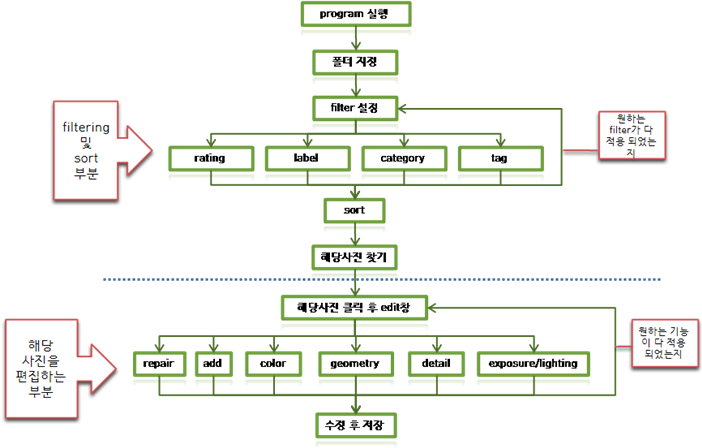 program 실행
폴더 지정
filter 설정
filtering
및
sort
부분
원하는
filter가 다
적용 되었는
지
rating
label
category
tag
sort
해당사진 찾기
해당사진 클릭 후 edit창
해당
사진을
편집하는
부분
원하는 기능
이 다 적용
되었는지
repair
add
color
geometry
detail
exposure/lighting
수정 후 저장